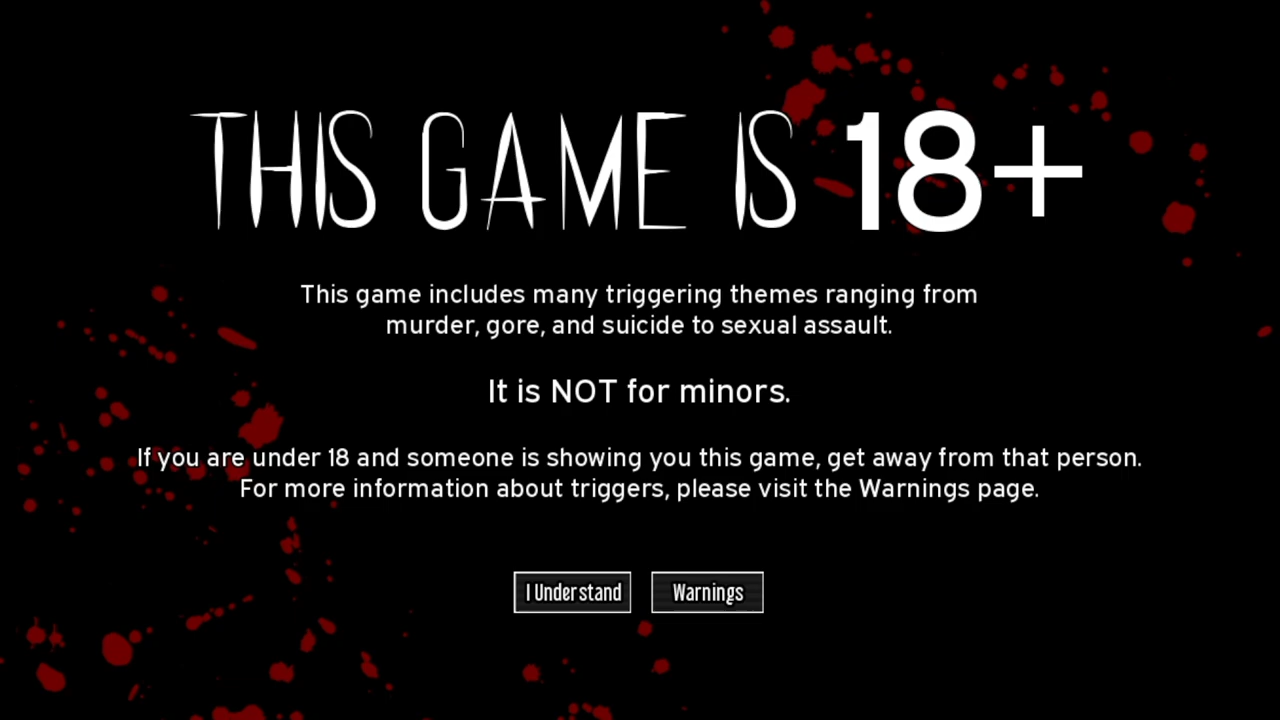 THIS GAME IS 18+
This game includes many triggering themes ranging from
murder, gore, and suicide to sexual assault.
It is NOT for minors.
If you are under 18 and someone is showing you this game, get away from that person.
For more information about triggers, please visit the Warnings page.
I Understand
Warnings